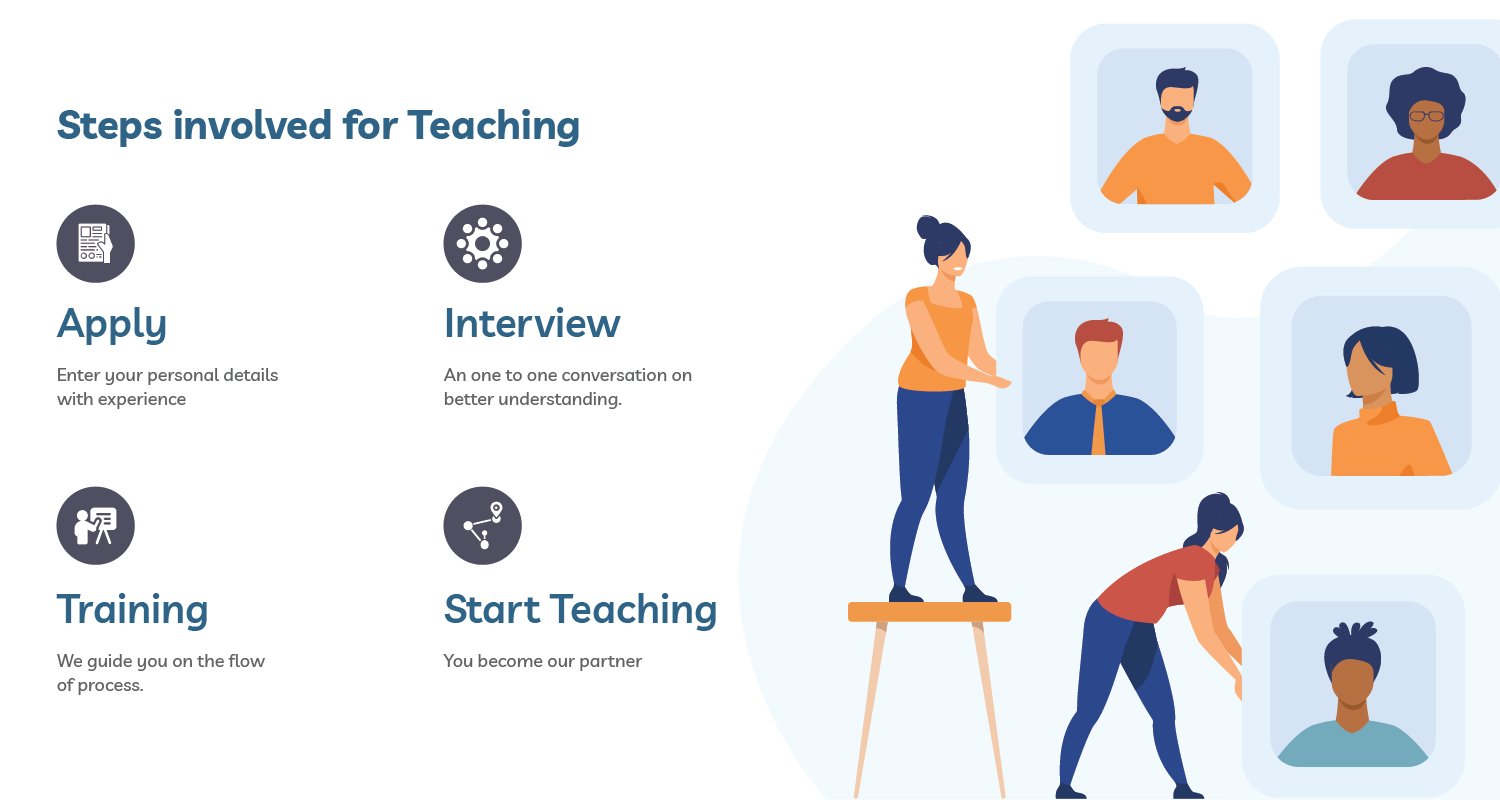 Steps involved for Teaching
Apply
Enter your personal details
with experience
Interview
An one to one conversation on
better understanding.
Training
We guide you on the flow
of process.
Start Teaching
You become our partner